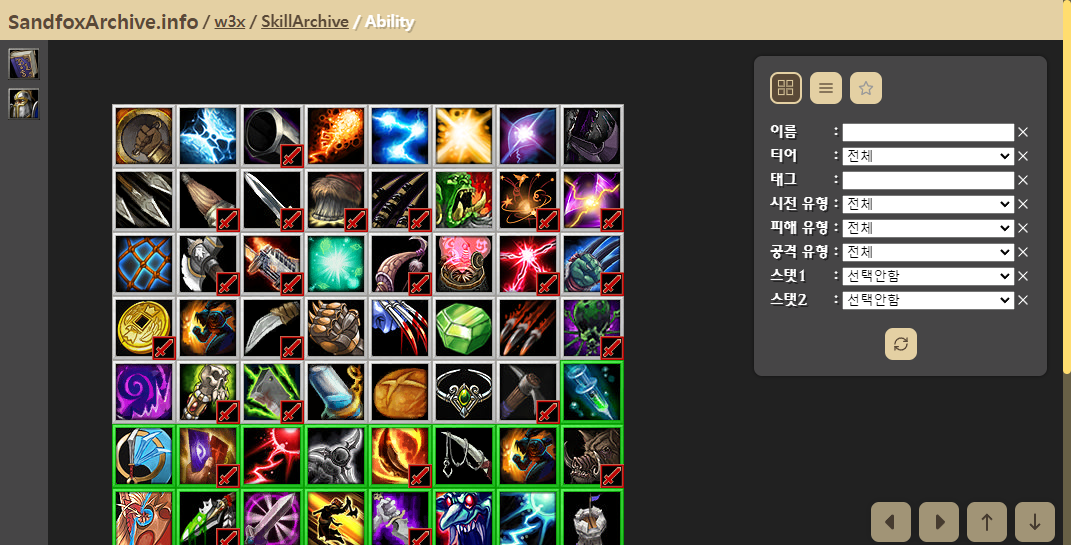 SandfoxArchive.info / w3x / SkillArchive / Ability
이름 :
티어 : 전체
태그 :
시전 유형 : 전체
피해 유형 : 전체
공격 유형 : 전체
스탯1 : 선택안함
스탯2 : 선택안함